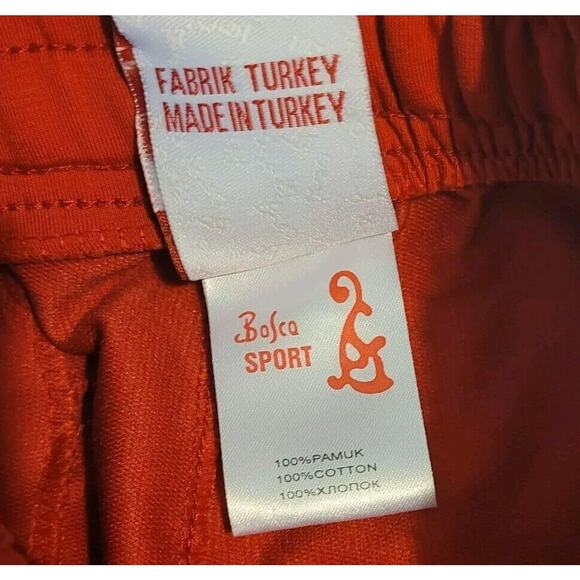 FABRIK TURKEY
MADE IN TURKEY
Bosco
SPORT
100%PAMUK
100%COTTON
100%ХЛОПОК